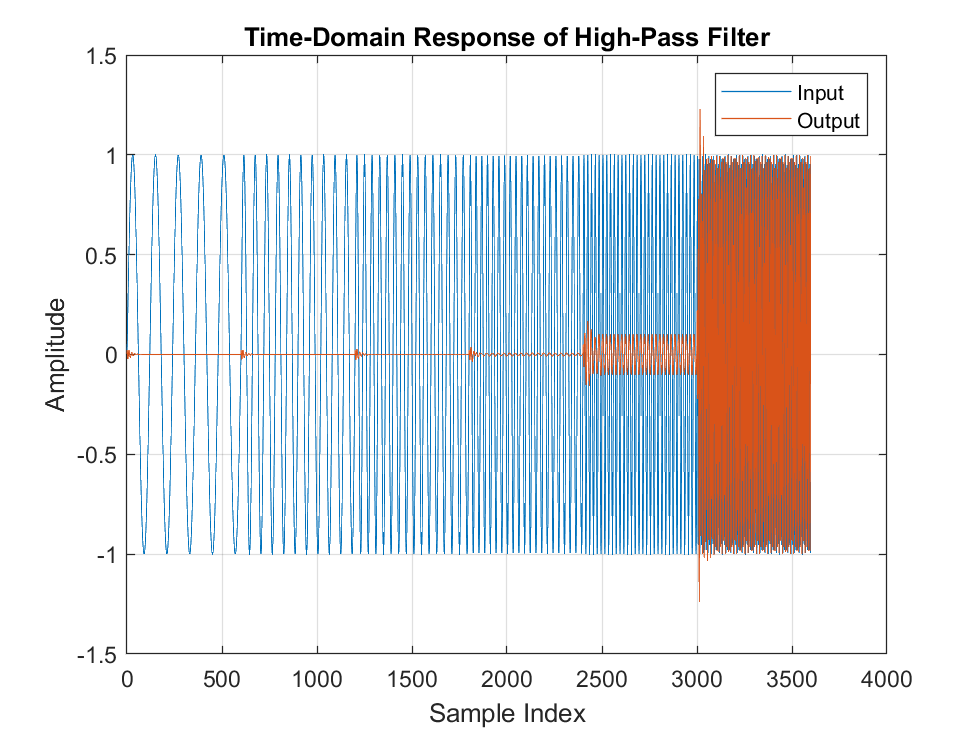 Time-Domain Response of High-Pass Filter
1.5
1
0.5
0
-0.5
-1
-1.5
Amplitude
Input
Output
0 500 1000 1500 2000 2500 3000 3500 4000
Sample Index